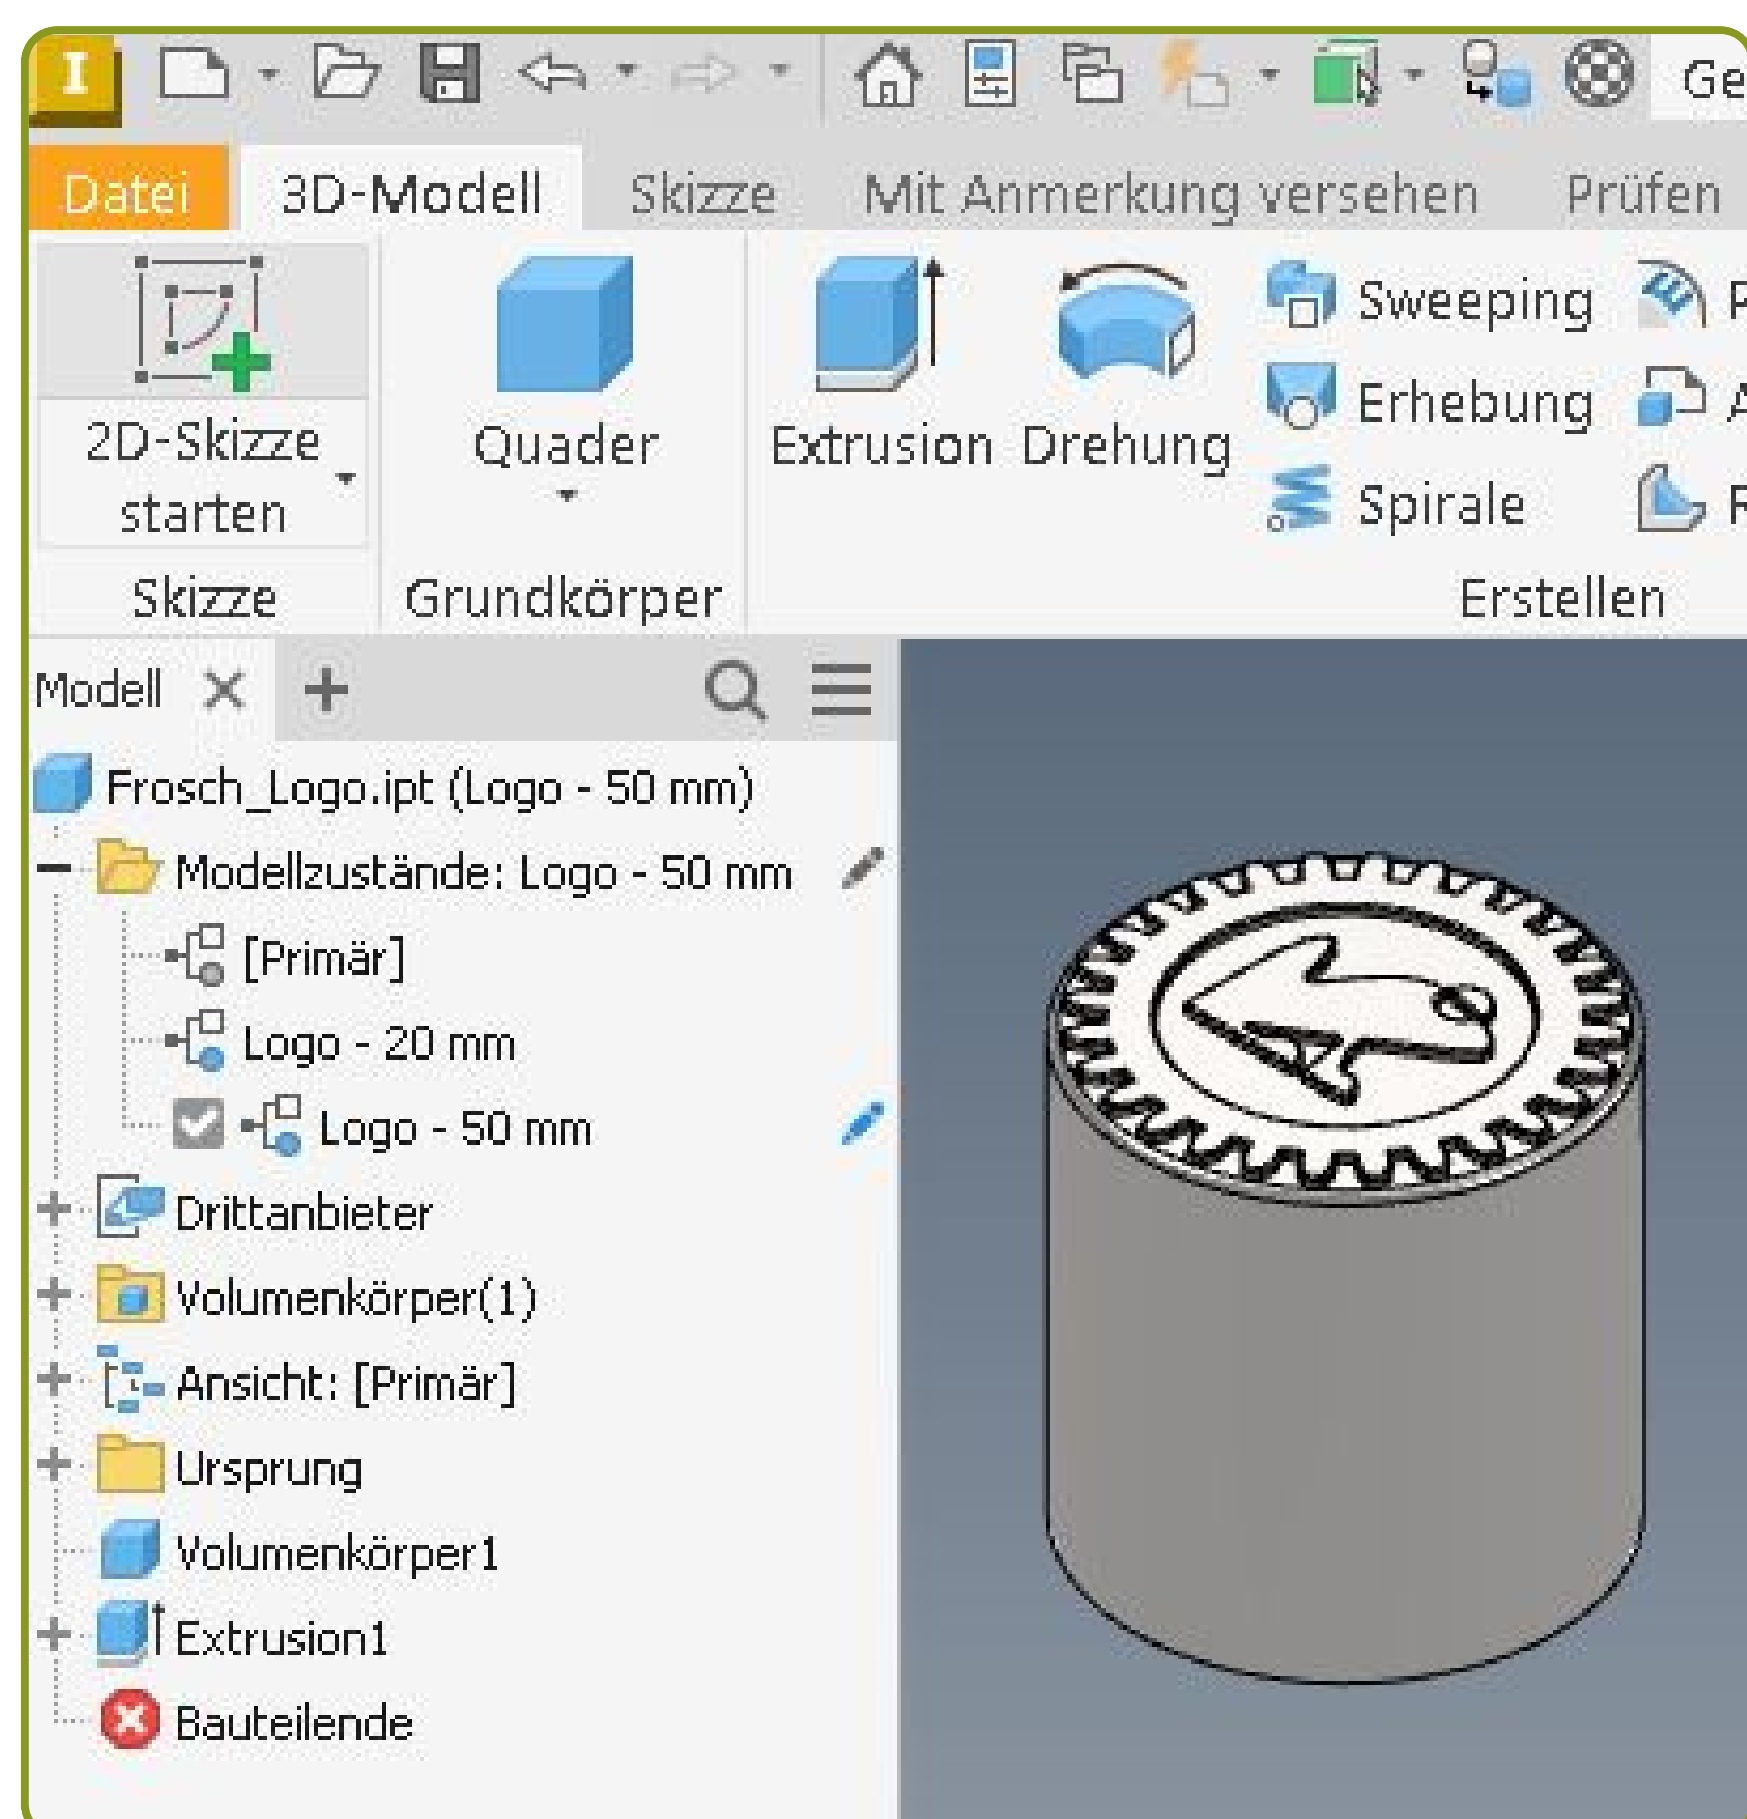 I
Ge
Datei 3D-Modell Skizze Mit Anmerkung versehen Prüfen
2D-Skizze
starten
Quader
Extrusion
Drehung
Sweeping
Erhebung
Spirale
Skizze
Grundkörper
Erstellen
Modell
Frosch_Logo.ipt (Logo - 50 mm)
Modellzustände: Logo - 50 mm
[Primär]
Logo - 20 mm
Logo - 50 mm
Drittanbieter
Volumenkörper(1)
Ansicht: [Primär]
Ursprung
Volumenkörper1
Extrusion1
Bauteilende